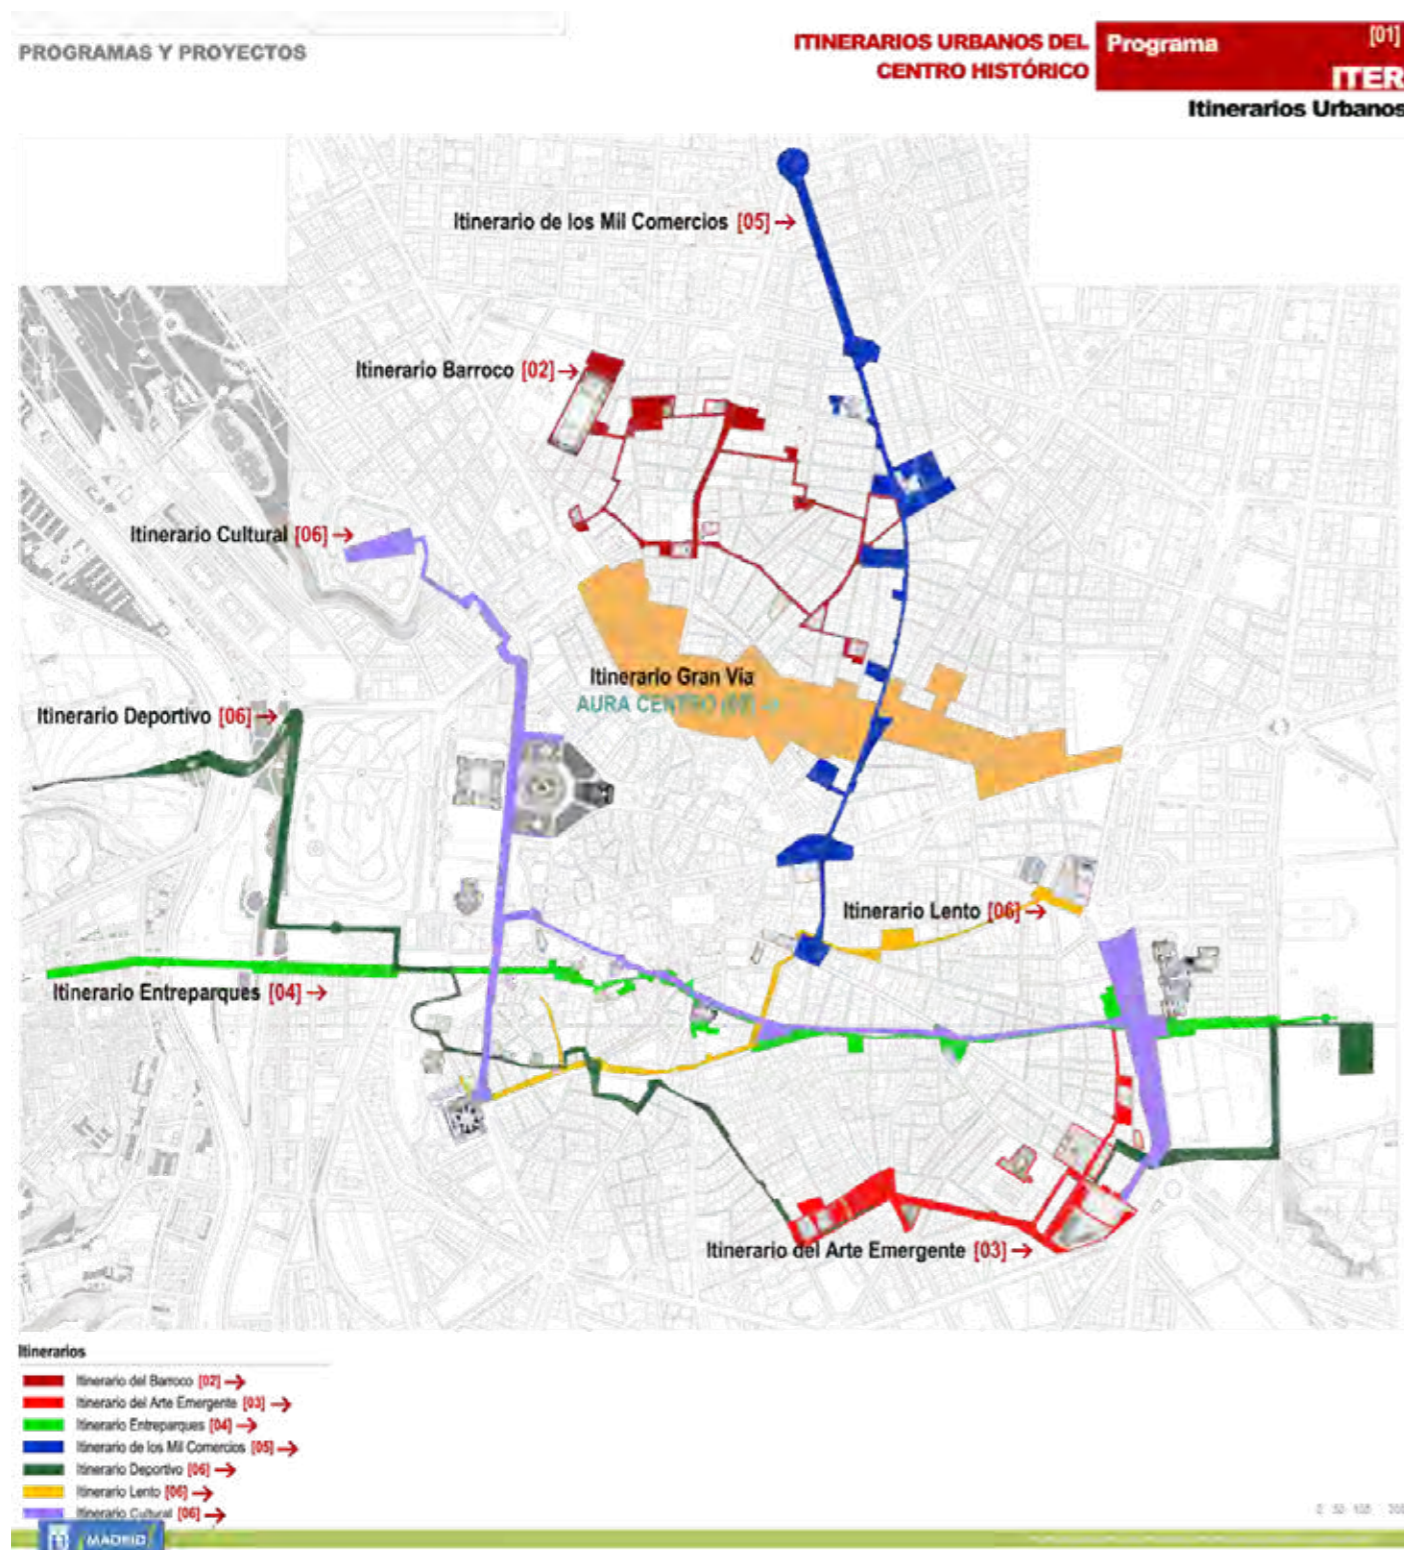 PROGRAMAS Y PROYECTOS
ITINERARIOS URBANOS DEL
CENTRO HISTÓRICO
Programa [01]
ITER
Itinerarios Urbanos
Itinerario de los Mil Comercios [05] →
Itinerario Barroco [02] →
Itinerario Cultural [06] →
Itinerario Gran Vía
AURA CENTRO
Itinerario Deportivo [06] →
Itinerario Lento [06] →
Itinerario Entreparques [04] →
Itinerario del Arte Emergente [03] →
Itinerarios
Itinerario del Barroco [02] →
Itinerario del Arte Emergente [03] →
Itinerario Entreparques [04] →
Itinerario de los Mil Comercios [05] →
Itinerario Deportivo [06] →
Itinerario Lento [06] →
Itinerario Cultural [06] →
MADRID